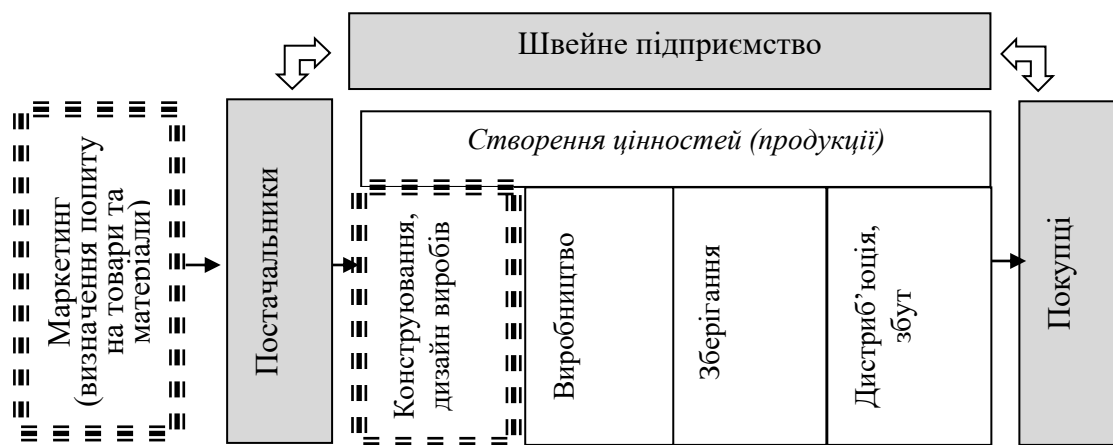 Швейне підприємство
Створення цінностей (продукції)
Маркетинг
(визначення попиту
на товари та
матеріали)
Постачальники
Конструювання,
дизайн виробів
Виробництво
Зберігання
Дистриб’юція,
збут
Покупці